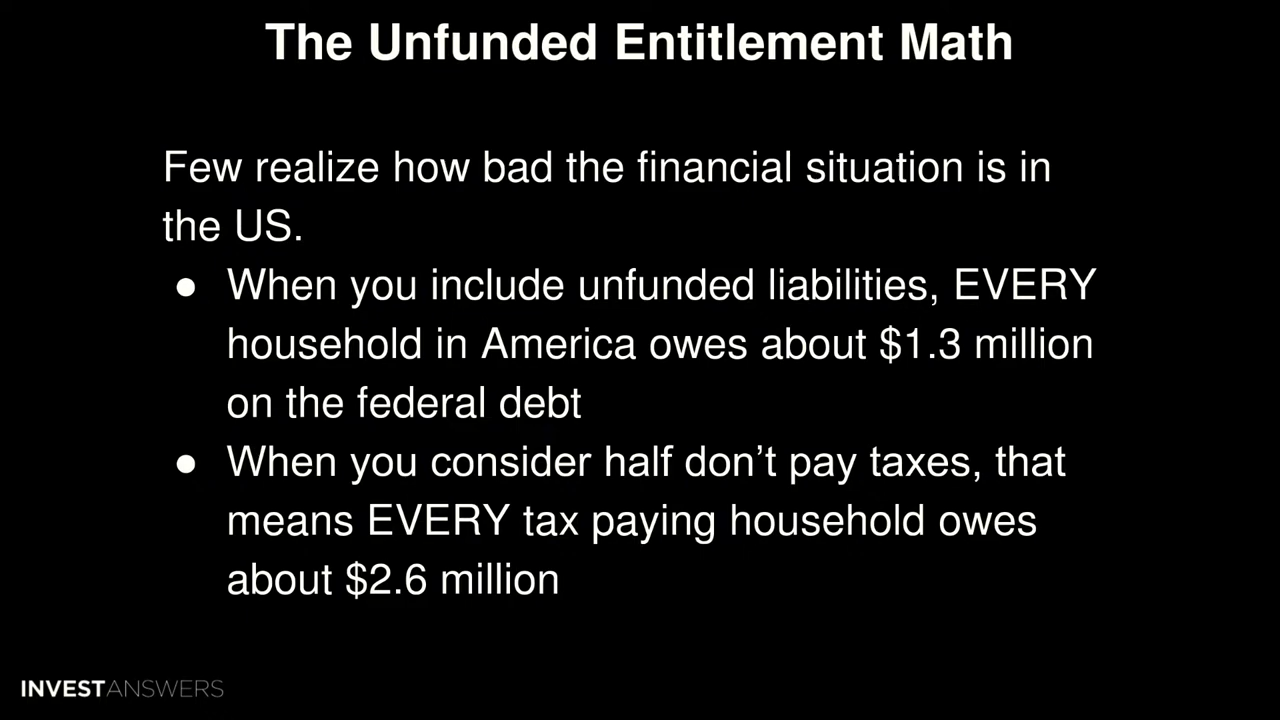 The Unfunded Entitlement Math
Few realize how bad the financial situation is in
the US.
● When you include unfunded liabilities, EVERY
household in America owes about $1.3 million
on the federal debt
● When you consider half don’t pay taxes, that
means EVERY tax paying household owes
about $2.6 million
INVESTANSWERS